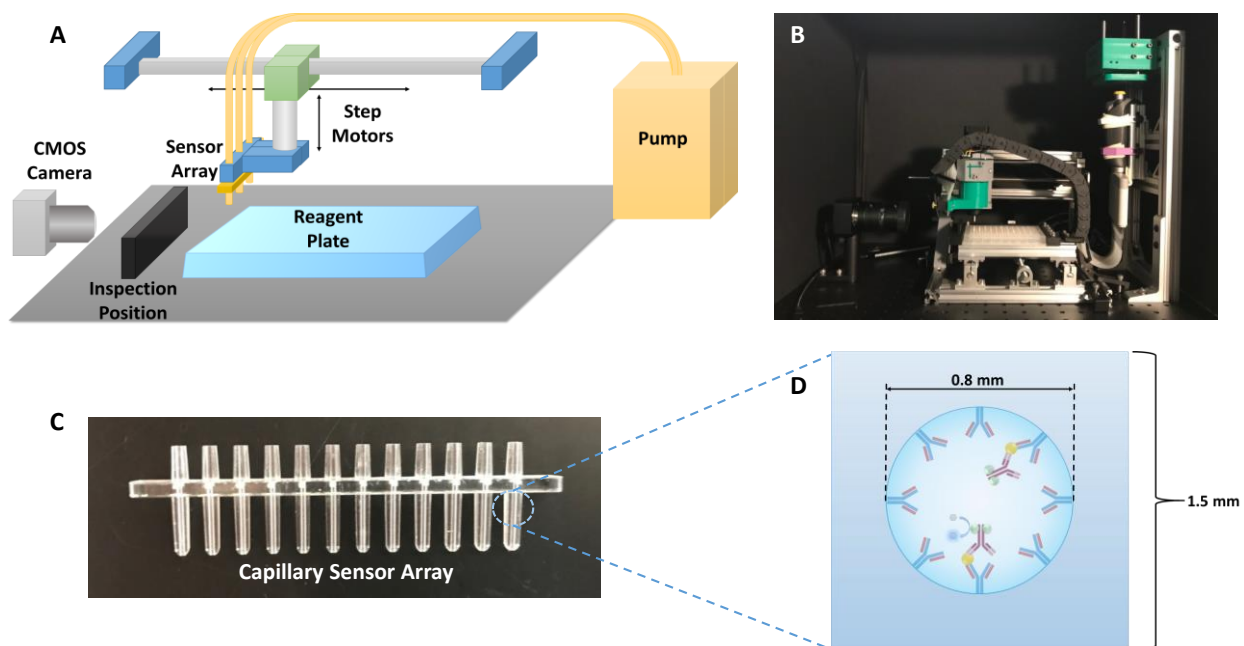 A
Step
Motors
Sensor
Array
CMOS
Camera
Pump
Reagent
Plate
Inspection
Position
B
C
Capillary Sensor Array
D
0.8 mm
1.5 mm